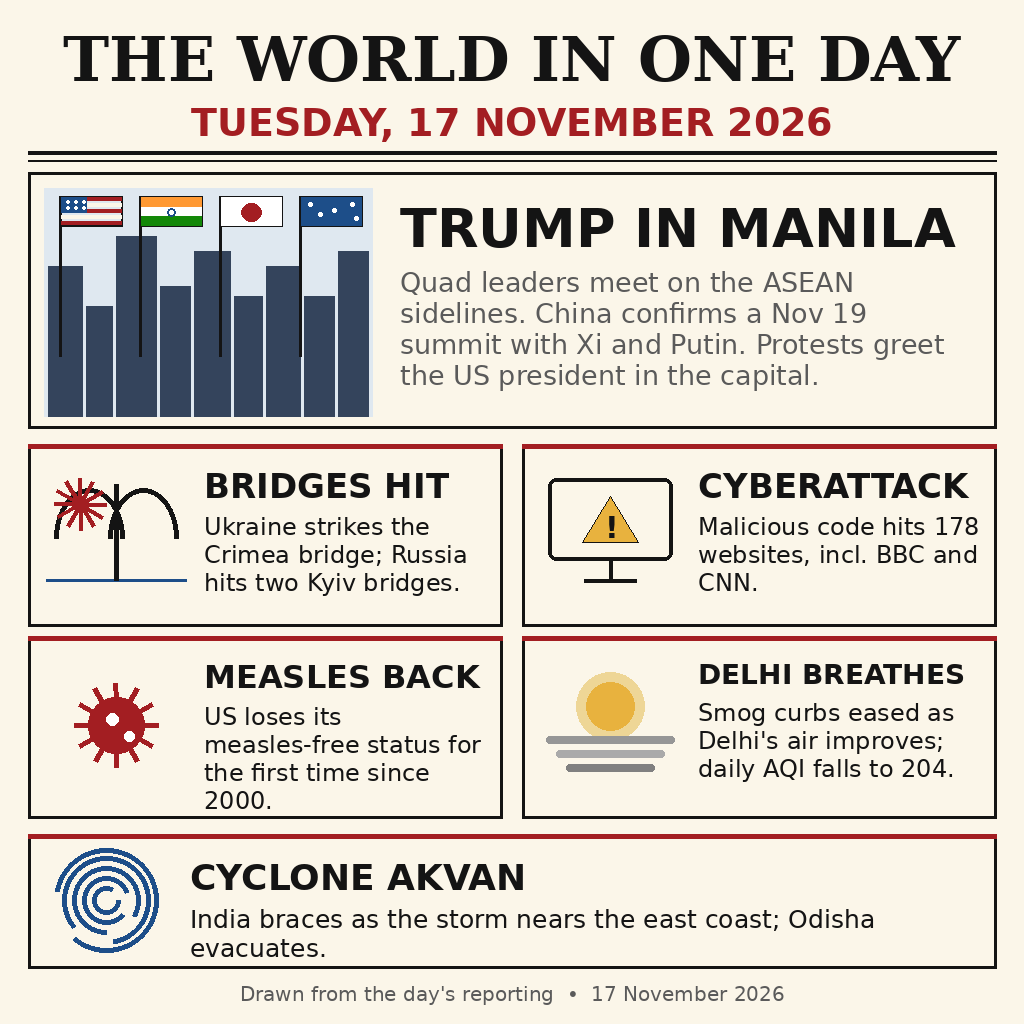 THE WORLD IN ONE DAY
TUESDAY, 17 NOVEMBER 2026
TRUMP IN MANILA
Quad leaders meet on the ASEAN
sidelines. China confirms a Nov 19
summit with Xi and Putin. Protests greet
the US president in the capital.
BRIDGES HIT
Ukraine strikes the
Crimea bridge; Russia
hits two Kyiv bridges.
!
CYBERATTACK
Malicious code hits 178
websites, incl. BBC and
CNN.
MEASLES BACK
US loses its
measles-free status for
the first time since
2000.
DELHI BREATHES
Smog curbs eased as
Delhi's air improves;
daily AQI falls to 204.
CYCLONE AKVAN
India braces as the storm nears the east coast; Odisha
evacuates.
Drawn from the day's reporting • 17 November 2026